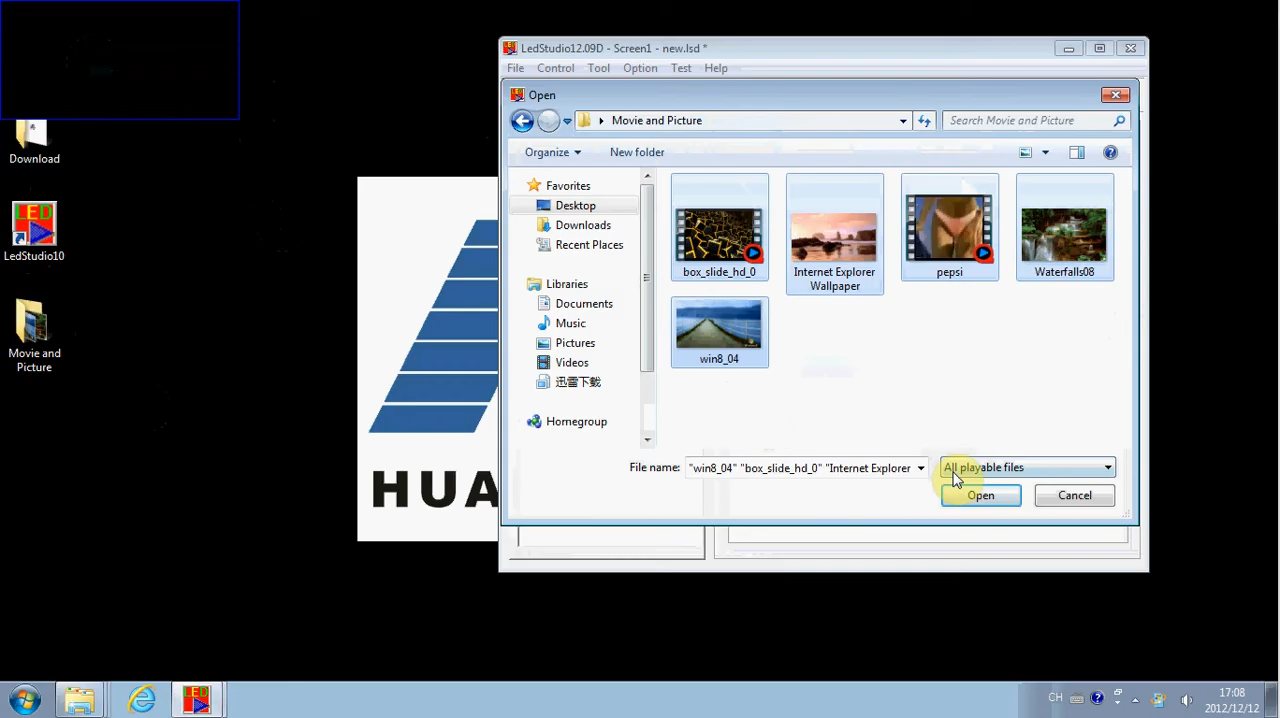 LedStudio12.09D - Screen1 - new.lsd *
File Control Tool Option Test Help
Open
Movie and Picture
Search Movie and Picture
Organize
New folder
Favorites
Desktop
Downloads
Recent Places
Libraries
Documents
Music
Pictures
Videos
迅雷下載
Homegroup
box_slide_hd_0
Internet Explorer
Wallpaper
pepsi
Waterfalls08
win8_04
File name:
"win8_04" "box_slide_hd_0" "Internet Explorer
All playable files
Open
Cancel
Download
LED
LedStudio10
Movie and
Picture
HUA
LED
CH
17:08
2012/12/12